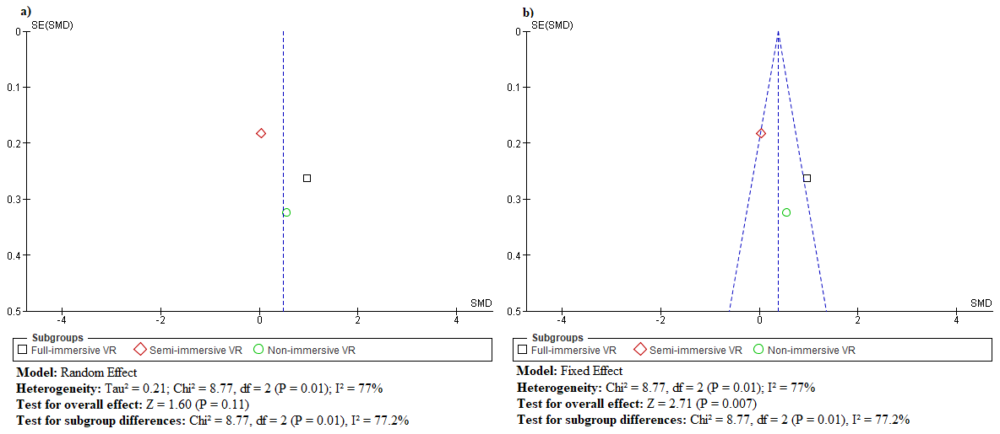 a)
SE(SMD)
0
0.1
0.2
0.3
0.4
0.5
SMD
-4
-2
0
2
4
Subgroups
Full-immersive VR
Semi-immersive VR
Non-immersive VR
Model: Random Effect
Heterogeneity: Tau² = 0.21; Chi² = 8.77, df = 2 (P = 0.01); I² = 77%
Test for overall effect: Z = 1.60 (P = 0.11)
Test for subgroup differences: Chi² = 8.77, df = 2 (P = 0.01), I² = 77.2%
b)
SE(SMD)
0
0.1
0.2
0.3
0.4
0.5
SMD
-4
-2
0
2
4
Subgroups
Full-immersive VR
Semi-immersive VR
Non-immersive VR
Model: Fixed Effect
Heterogeneity: Chi² = 8.77, df = 2 (P = 0.01); I² = 77%
Test for overall effect: Z = 2.71 (P = 0.007)
Test for subgroup differences: Chi² = 8.77, df = 2 (P = 0.01), I² = 77.2%